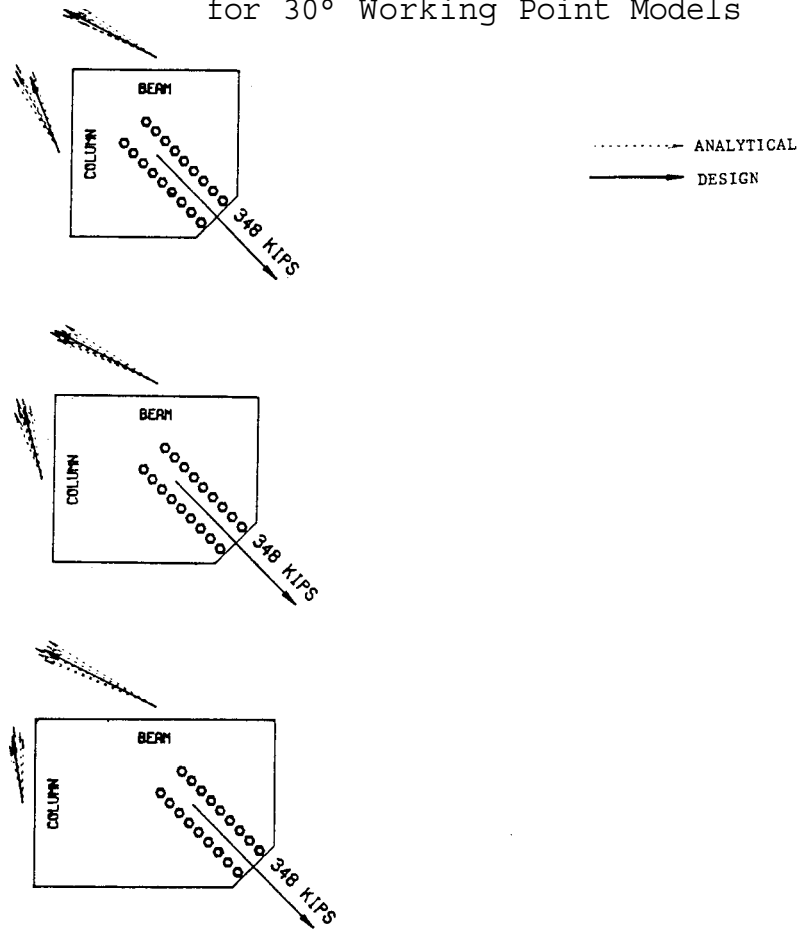 for 30° Working Point Models
BEAM
COLUMN
348 KIPS
ANALYTICAL
DESIGN
BEAM
COLUMN
348 KIPS
BEAM
COLUMN
348 KIPS